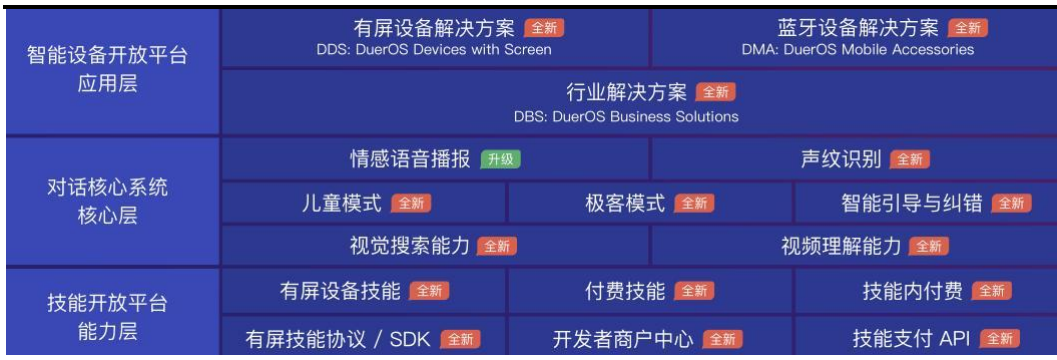 智能设备开放平台
应用层
有屏设备解决方案 全新
DDS: DuerOS Devices with Screen
蓝牙设备解决方案 全新
DMA: DuerOS Mobile Accessories
行业解决方案 全新
DBS: DuerOS Business Solutions
对话核心系统
核心层
情感语音播报 升级
声纹识别 全新
儿童模式 全新
极客模式 全新
智能引导与纠错 全新
视觉搜索能力 全新
视频理解能力 全新
技能开放平台
能力层
有屏设备技能 全新
付费技能 全新
技能内付费 全新
有屏技能协议 / SDK 全新
开发者商户中心 全新
技能支付 API 全新